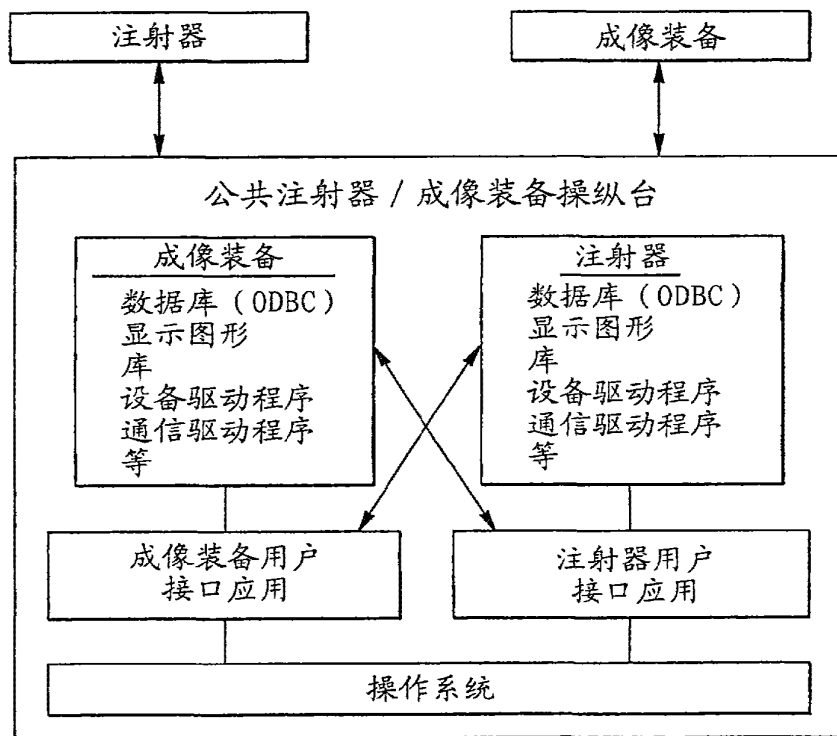 注射器
成像装备
公共注射器/成像装备操纵台
成像装备
数据库(ODBC)
显示图形
库
设备驱动程序
通信驱动程序
等
注射器
数据库(ODBC)
显示图形
库
设备驱动程序
通信驱动程序
等
成像装备用户
接口应用
注射器用户
接口应用
操作系统